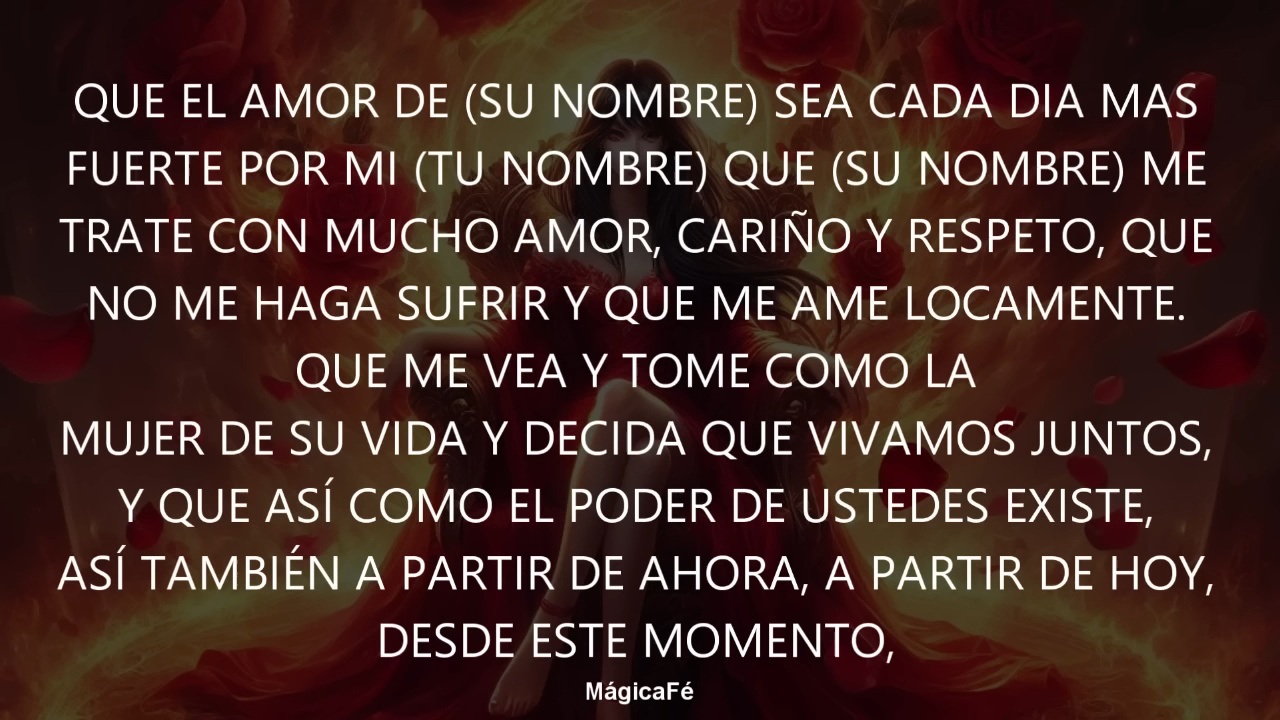 QUE EL AMOR DE (SU NOMBRE) SEA CADA DIA MAS
FUERTE POR MI (TU NOMBRE) QUE (SU NOMBRE) ME
TRATE CON MUCHO AMOR, CARIÑO Y RESPETO, QUE
NO ME HAGA SUFRIR Y QUE ME AME LOCAMENTE.
QUE ME VEA Y TOME COMO LA
MUJER DE SU VIDA Y DECIDA QUE VIVAMOS JUNTOS,
Y QUE ASÍ COMO EL PODER DE USTEDES EXISTE,
ASÍ TAMBIÉN A PARTIR DE AHORA, A PARTIR DE HOY,
DESDE ESTE MOMENTO,
MágicaFé